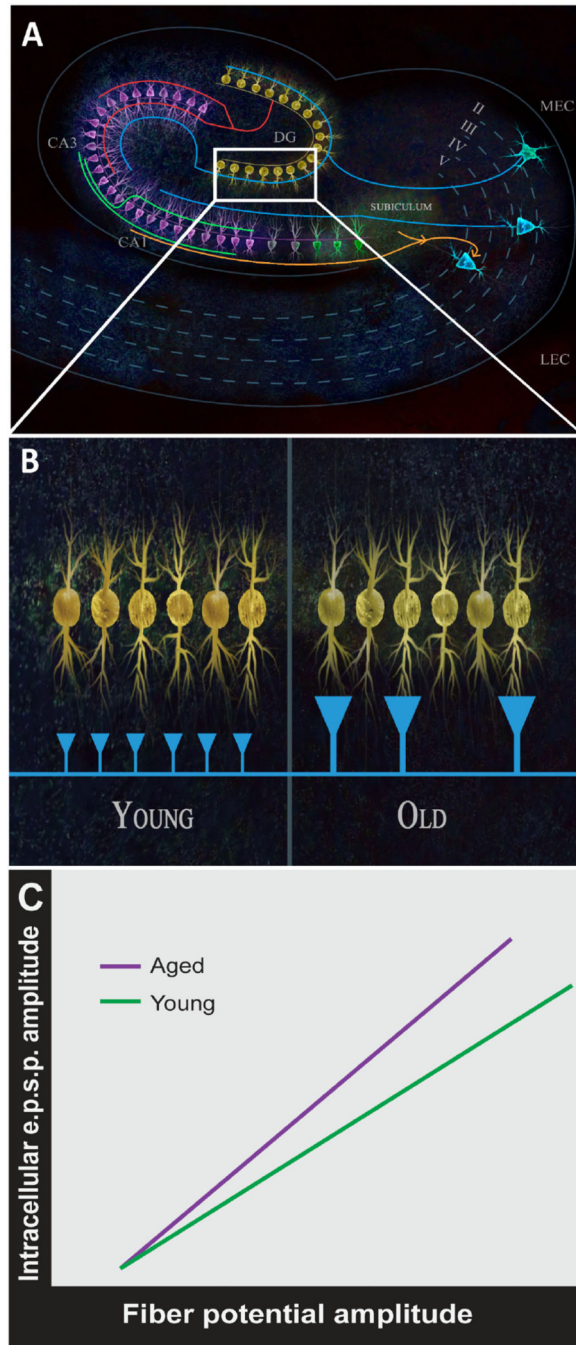 A
II
MEC
III
DG
IV
CA3
V
SUBICULUM
CA1
LEC
B
YOUNG
OLD
C
Aged
Young
Intracellular e.p.s.p. amplitude
Fiber potential amplitude